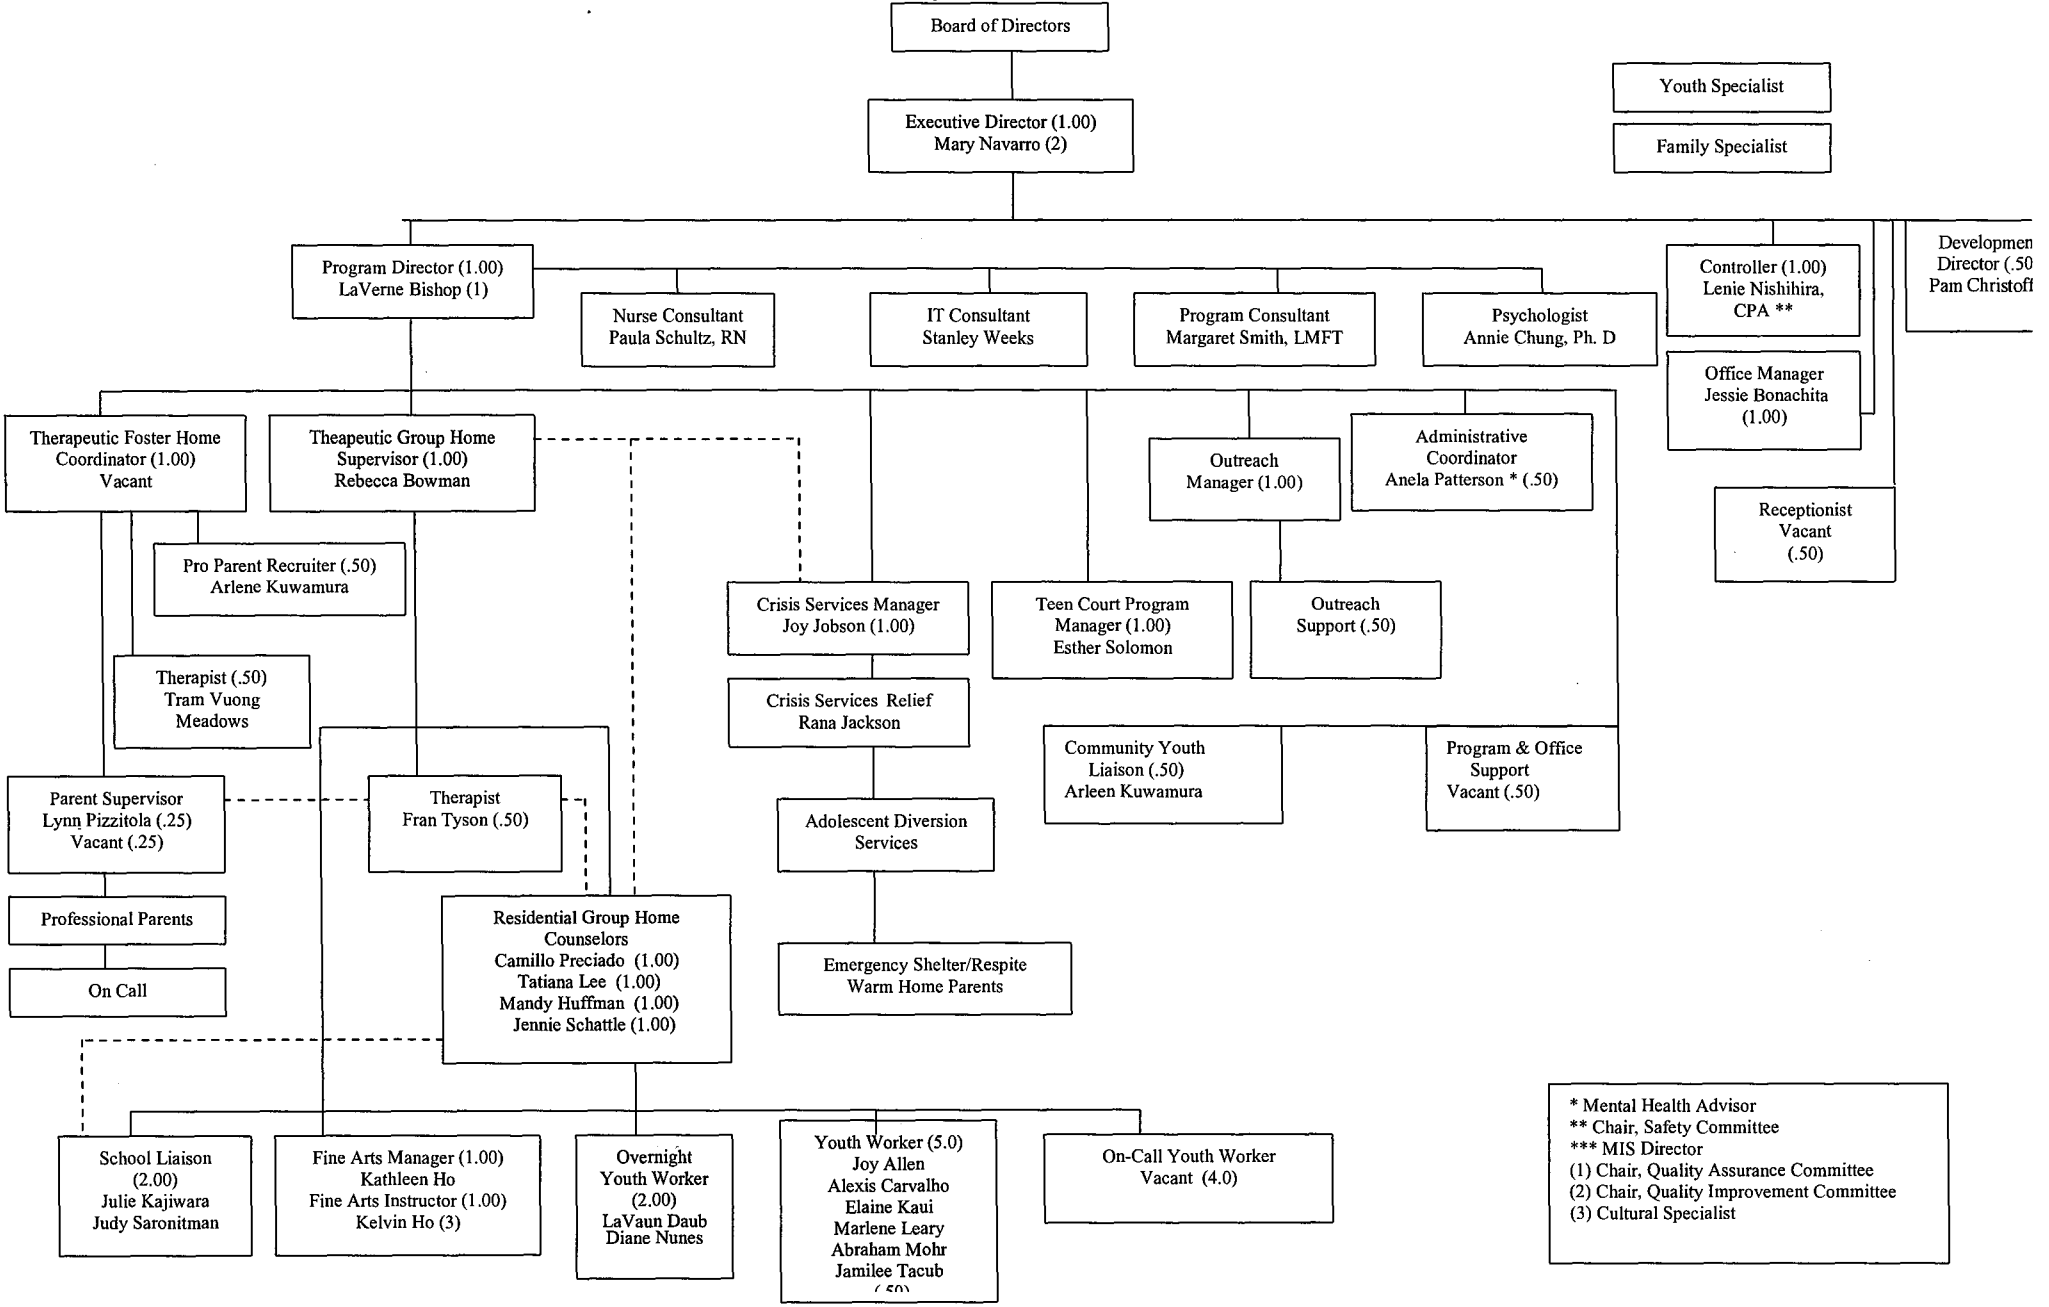 Board of Directors
Youth Specialist
Executive Director (1.00)
Mary Navarro (2)
Family Specialist
Program Director (1.00)
LaVerne Bishop (1)
Nurse Consultant
Paula Schultz, RN
IT Consultant
Stanley Weeks
Program Consultant
Margaret Smith, LMFT
Psychologist
Annie Chung, Ph. D
Controller (1.00)
Lenie Nishihira,
CPA **
Developmen
Director (.50
Pam Christoff
Office Manager
Jessie Bonachita
(1.00)
Therapeutic Foster Home
Coordinator (1.00)
Vacant
Theapeutic Group Home
Supervisor (1.00)
Rebecca Bowman
Outreach
Manager (1.00)
Administrative
Coordinator
Anela Patterson * (.50)
Receptionist
Vacant
(.50)
Pro Parent Recruiter (.50)
Arlene Kuwamura
Crisis Services Manager
Joy Jobson (1.00)
Teen Court Program
Manager (1.00)
Esther Solomon
Outreach
Support (.50)
Therapist (.50)
Tram Vuong
Meadows
Crisis Services Relief
Rana Jackson
Community Youth
Liaison (.50)
Arleen Kuwamura
Program & Office
Support
Vacant (.50)
Parent Supervisor
Lynn Pizzitola (.25)
Vacant (.25)
Therapist
Fran Tyson (.50)
Adolescent Diversion
Services
Professional Parents
Residential Group Home
Counselors
Camillo Preciado (1.00)
Tatiana Lee (1.00)
Mandy Huffman (1.00)
Jennie Schattle (1.00)
Emergency Shelter/Respite
Warm Home Parents
On Call
School Liaison
(2.00)
Julie Kajiwara
Judy Saronitman
Fine Arts Manager (1.00)
Kathleen Ho
Fine Arts Instructor (1.00)
Kelvin Ho (3)
Overnight
Youth Worker
(2.00)
LaVaun Daub
Diane Nunes
Youth Worker (5.0)
Joy Allen
Alexis Carvalho
Elaine Kaui
Marlene Leary
Abraham Mohr
Jamilee Tacub
(.50)
On-Call Youth Worker
Vacant (4.0)
* Mental Health Advisor
** Chair, Safety Committee
*** MIS Director
(1) Chair, Quality Assurance Committee
(2) Chair, Quality Improvement Committee
(3) Cultural Specialist